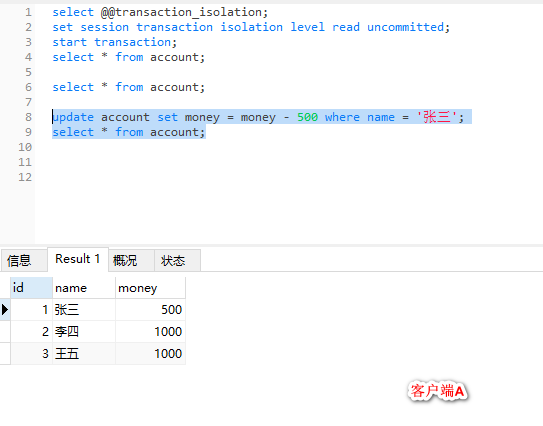 1 select @@transaction_isolation;
2 set session transaction isolation level read uncommitted;
3 start transaction;
4 select * from account;
5
6 select * from account;
7
8 update account set money = money - 500 where name = '张三';
9 select * from account;
10
11
12
信息 Result 1 概况 状态
id name money
1 张三 500
2 李四 1000
3 王五 1000
客户端A